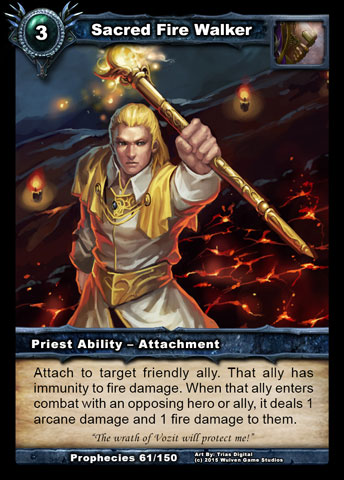 3
Sacred Fire Walker
Priest Ability – Attachment
Attach to target friendly ally. That ally has
immunity to fire damage. When that ally enters
combat with an opposing hero or ally, it deals 1
arcane damage and 1 fire damage to them.
"The wrath of Vozit will protect me!"
Prophecies 61/150
Art By: Trias Digital
(c) 2015 Wulven Game Studios